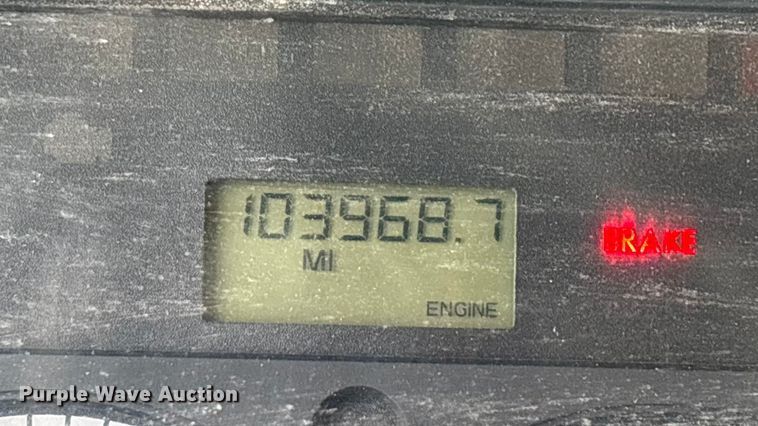 103968.7
MI
BRAKE
ENGINE
Purple Wave Auction